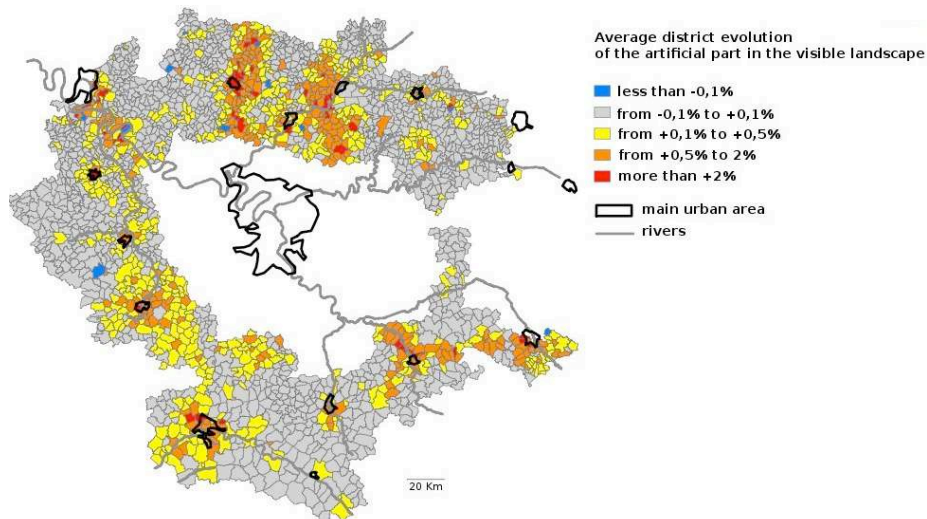 Average district evolution
of the artificial part in the visible landscape
less than -0,1%
from -0,1% to +0,1%
from +0,1% to +0,5%
from +0,5% to 2%
more than +2%
main urban area
rivers
20 Km